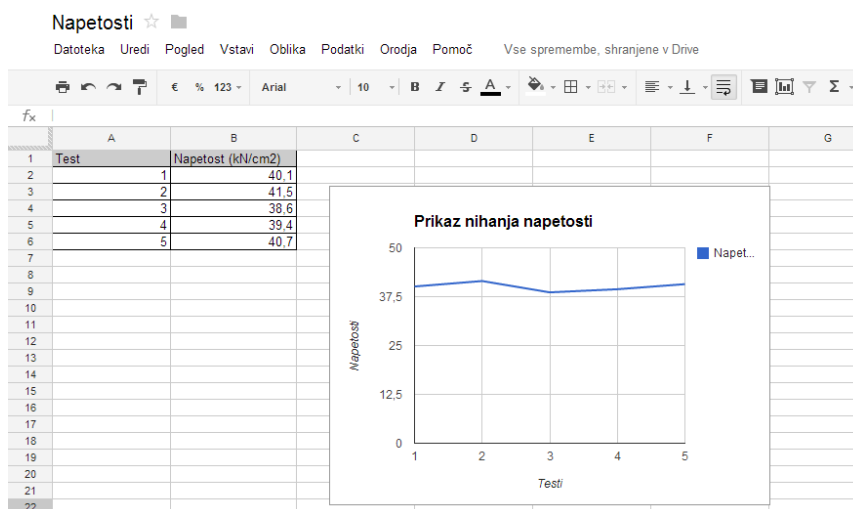 Napetosti
Datoteka Uredi Pogled Vstavi Oblika Podatki Orodja Pomoč Vse spremembe, shranjene v Drive
€ % 123 Arial 10 B I S A Σ
fx
A B C D E F G
1 Test Napetost (kN/cm2)
2 1 40,1
3 2 41,5
4 3 38,6
5 4 39,4
6 5 40,7
7
8
9
10
11
12
13
14
15
16
17
18
19
20
21
22
Prikaz nihanja napetosti
50
37,5
25
12,5
0
Napetosti
1 2 3 4 5
Testi
Napet...